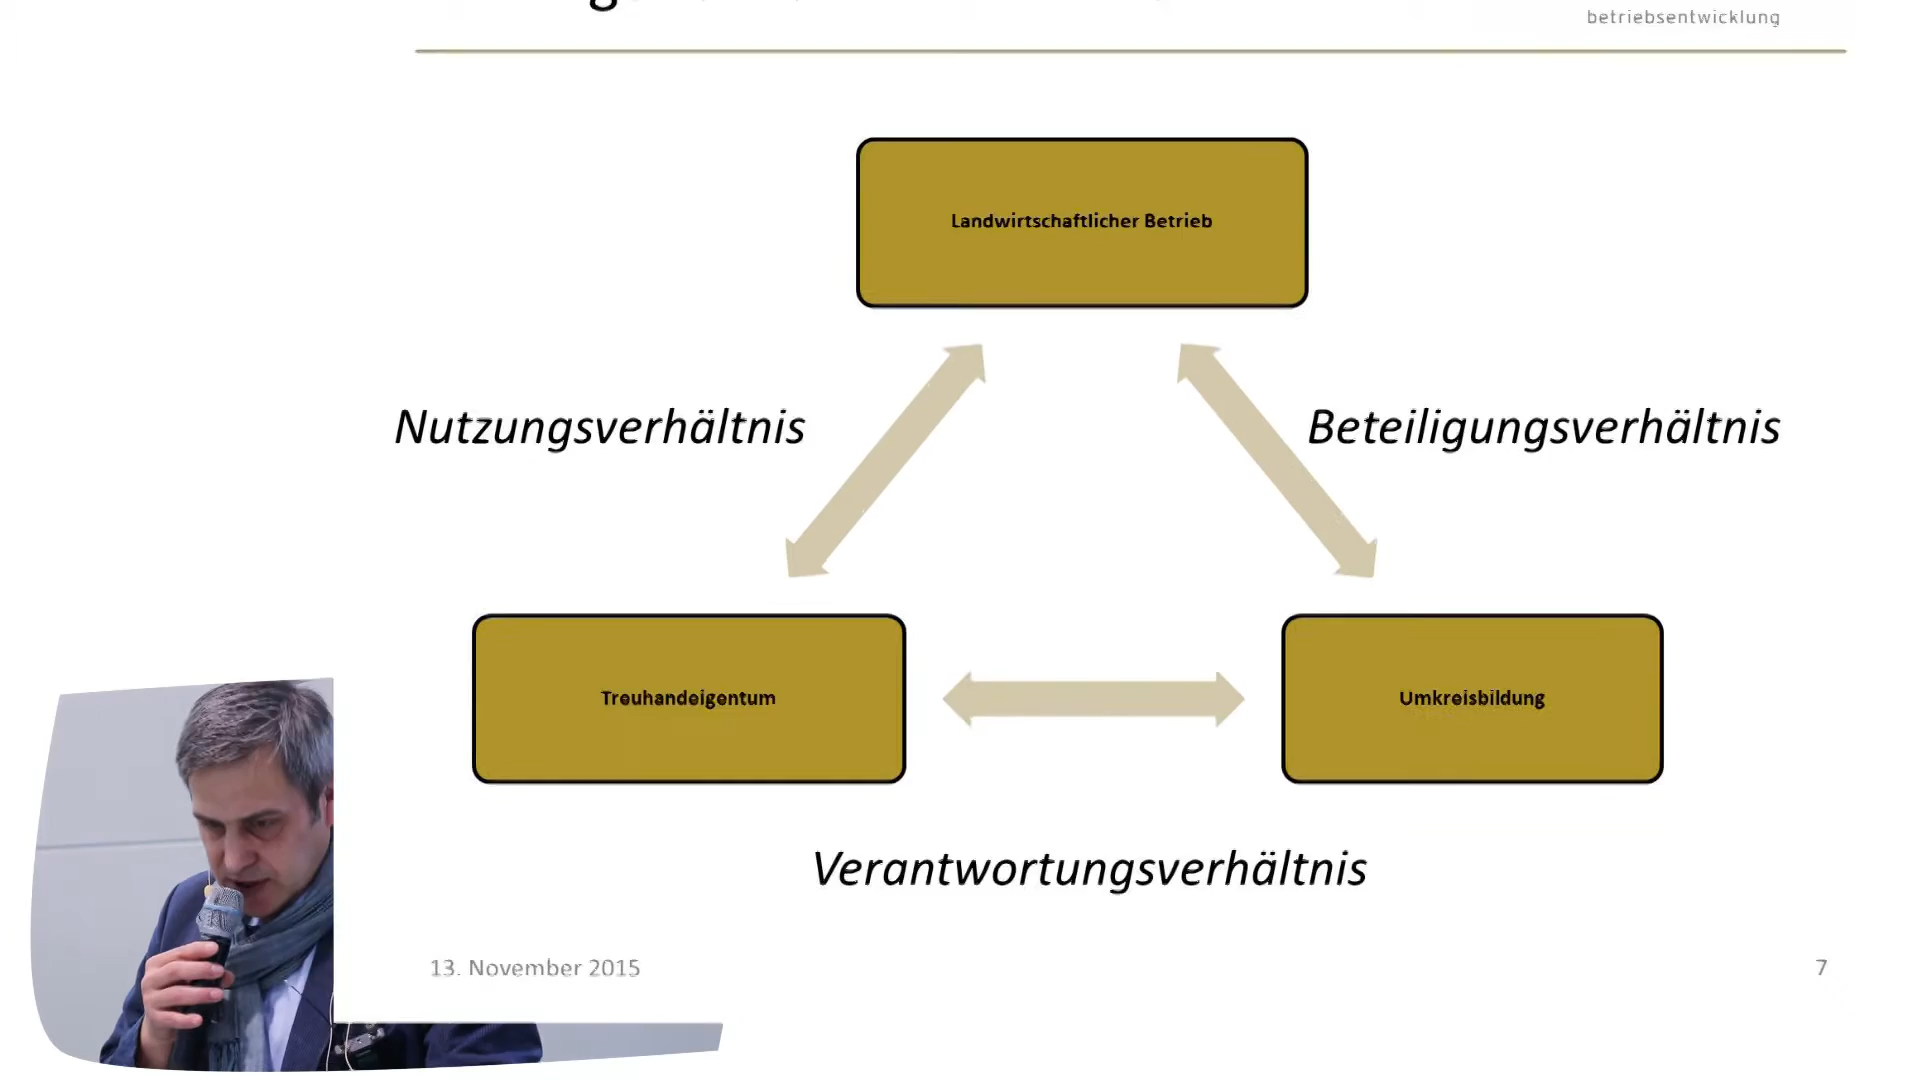 betriebsentwicklung
Landwirtschaftlicher Betrieb
Nutzungsverhältnis
Beteiligungsverhältnis
Treuhandeigentum
Umkreisbildung
Verantwortungsverhältnis
13. November 2015
7